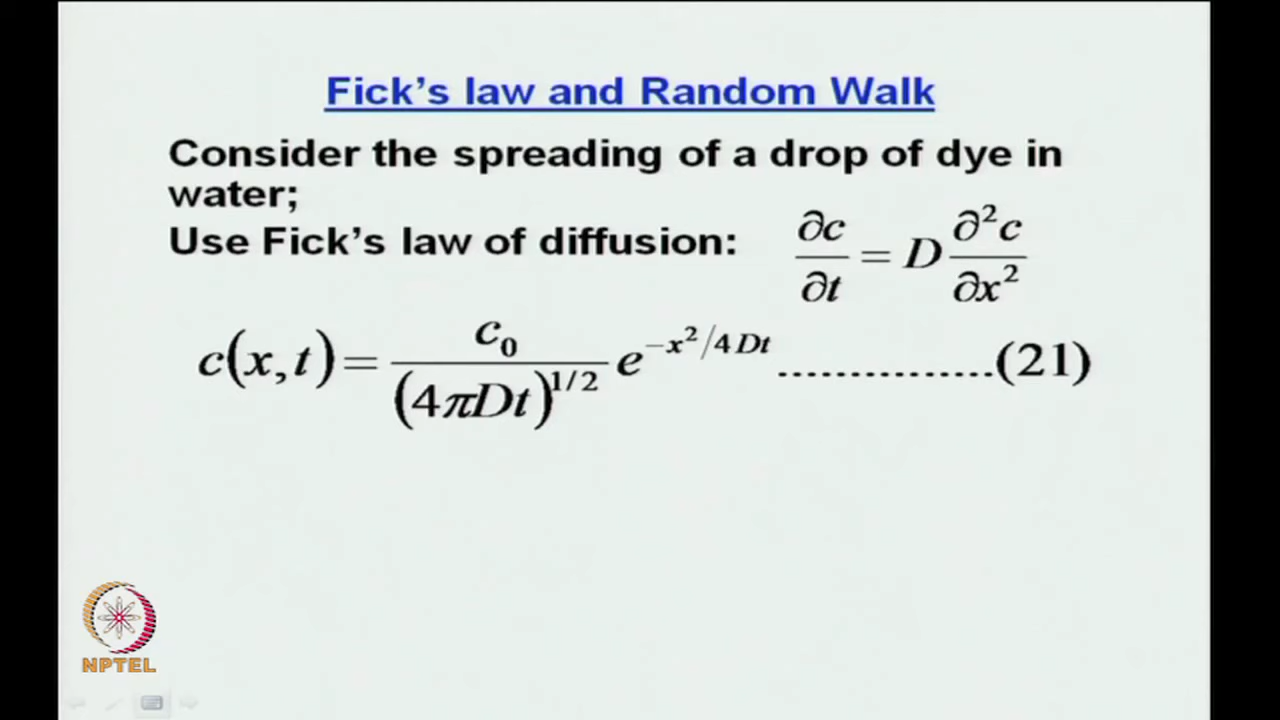 Fick's law and Random Walk
Consider the spreading of a drop of dye in
water;
Use Fick's law of diffusion: ∂c/∂t = D ∂²c/∂x²
c(x,t) = c₀/(4πDt)^{1/2} e^{-x²/4Dt} ...............(21)
NPTEL